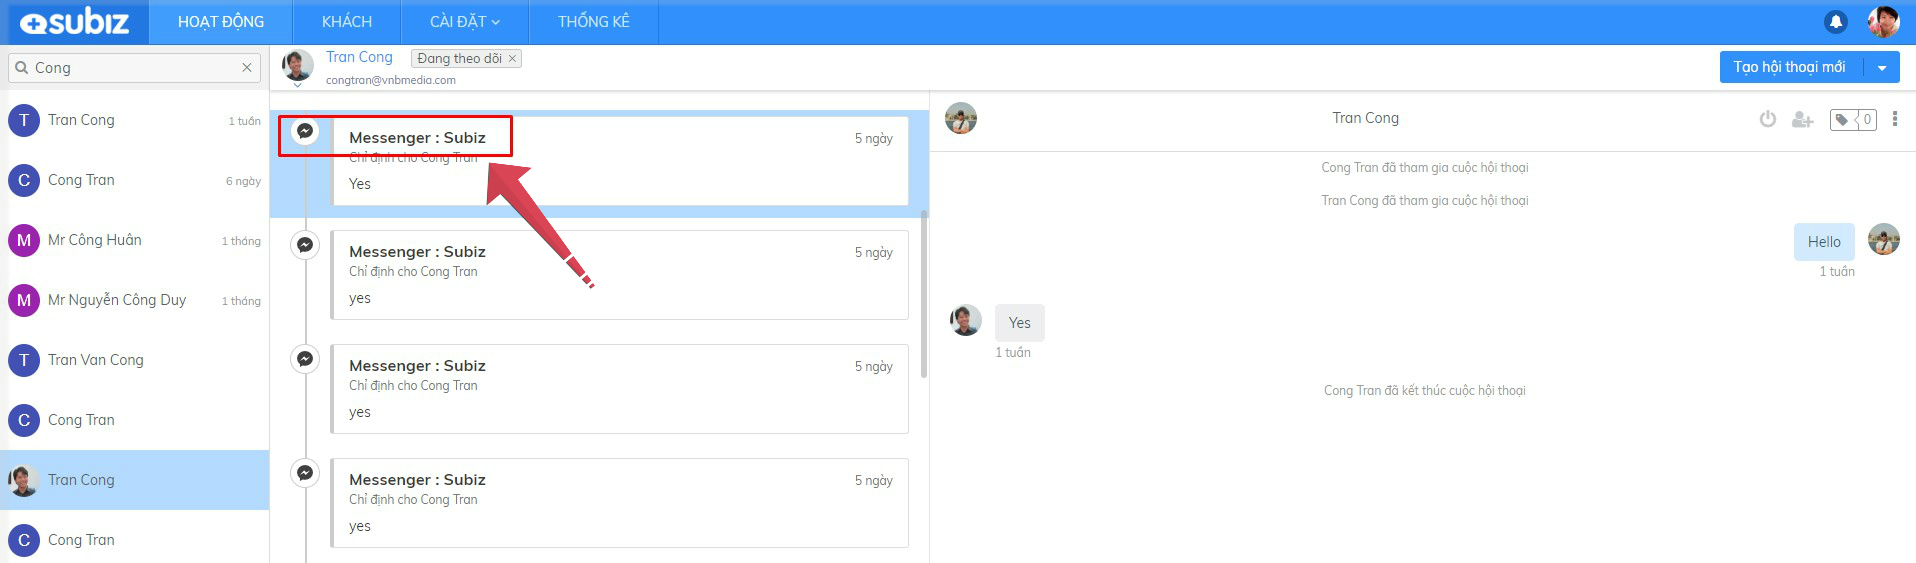 subiz
HOẠT ĐỘNG
KHÁCH
CÀI ĐẶT
THỐNG KÊ
Cong
Tran Cong
1 tuần
Cong Tran
6 ngày
Mr Công Huân
1 tháng
Mr Nguyễn Công Duy
1 tháng
Tran Van Cong
Cong Tran
Tran Cong
Cong Tran
T
C
M
M
T
C
C
Tran Cong
Đang theo dõi
congtran@vnbmedia.com
Tạo hội thoại mới
Messenger : Subiz
5 ngày
Chỉ định cho Cong Tran
Yes
Messenger : Subiz
5 ngày
Chỉ định cho Cong Tran
yes
Messenger : Subiz
5 ngày
Chỉ định cho Cong Tran
yes
Messenger : Subiz
5 ngày
Chỉ định cho Cong Tran
yes
Tran Cong
0
Cong Tran đã tham gia cuộc hội thoại
Tran Cong đã tham gia cuộc hội thoại
Hello
1 tuần
Yes
1 tuần
Cong Tran đã kết thúc cuộc hội thoại